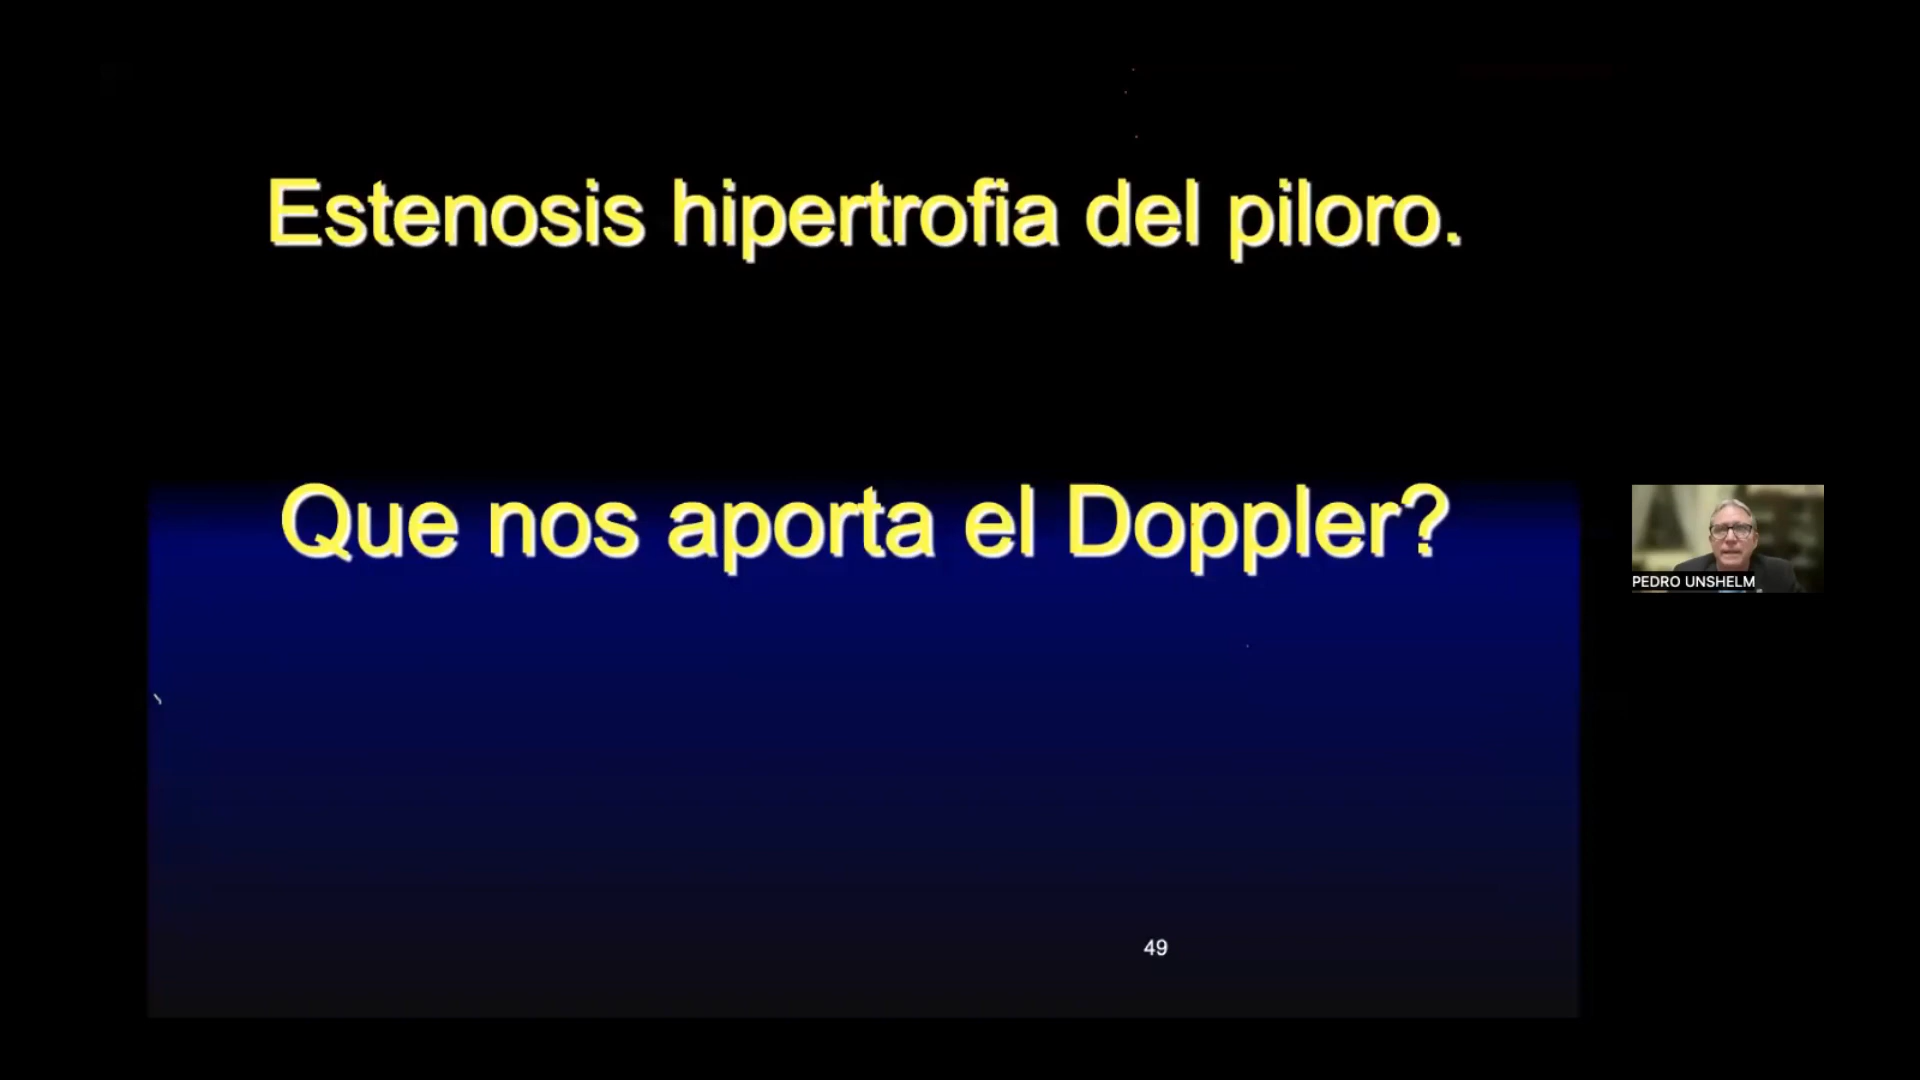 Estenosis hipertrofia del piloro.
Que nos aporta el Doppler?
PEDRO UNSHELM
49